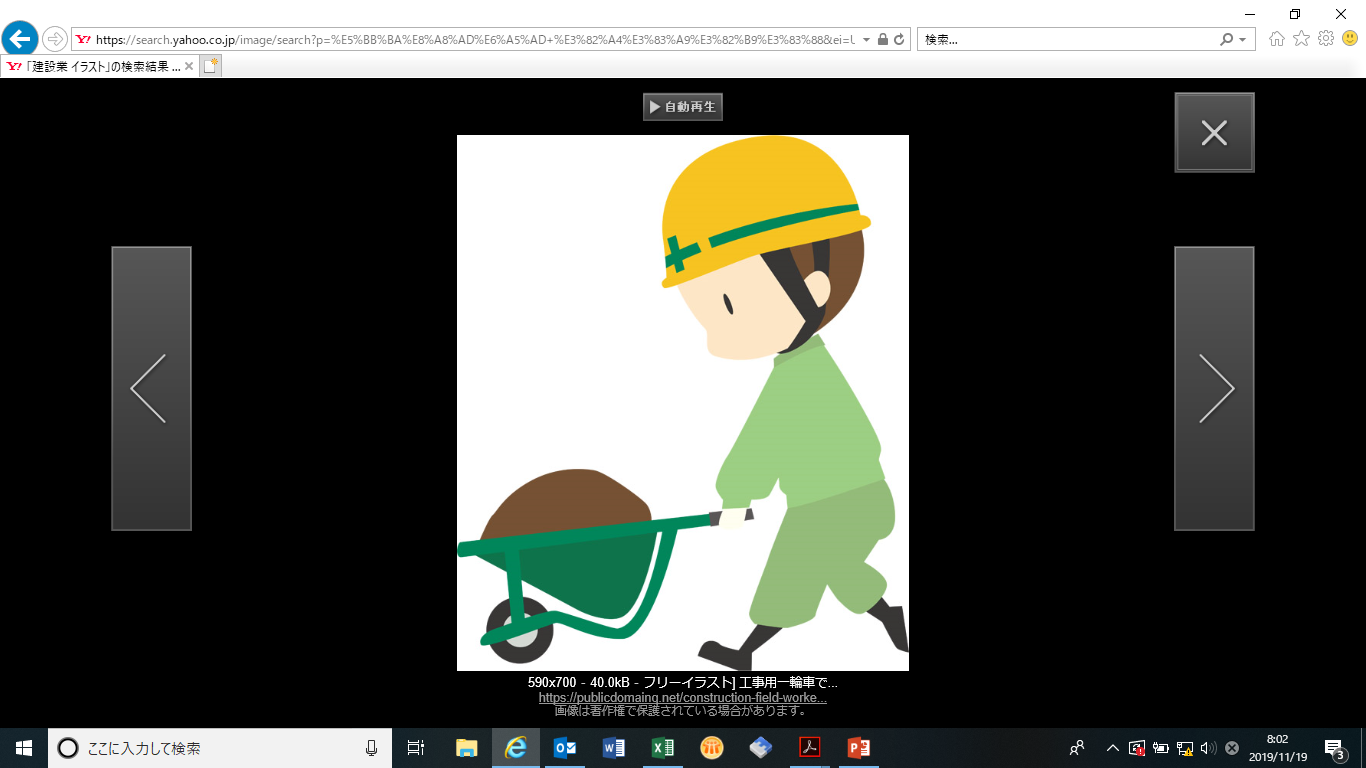 https://search.yahoo.co.jp/image/search?p=%E5%BB%BA%E8%A8%AD%E6%A5%AD+%E3%82%A4%E3%83%A9%E3%82%B9%E3%83%88&ei=U
検索...
「建設業 イラスト」の検索結果 ...
自動再生
590x700 - 40.0kB - フリーイラスト] 工事用一輪車で...
https://publicdomainq.net/construction-field-worke...
画像は著作権で保護されている場合があります。
ここに入力して検索
8:02
2019/11/19
3